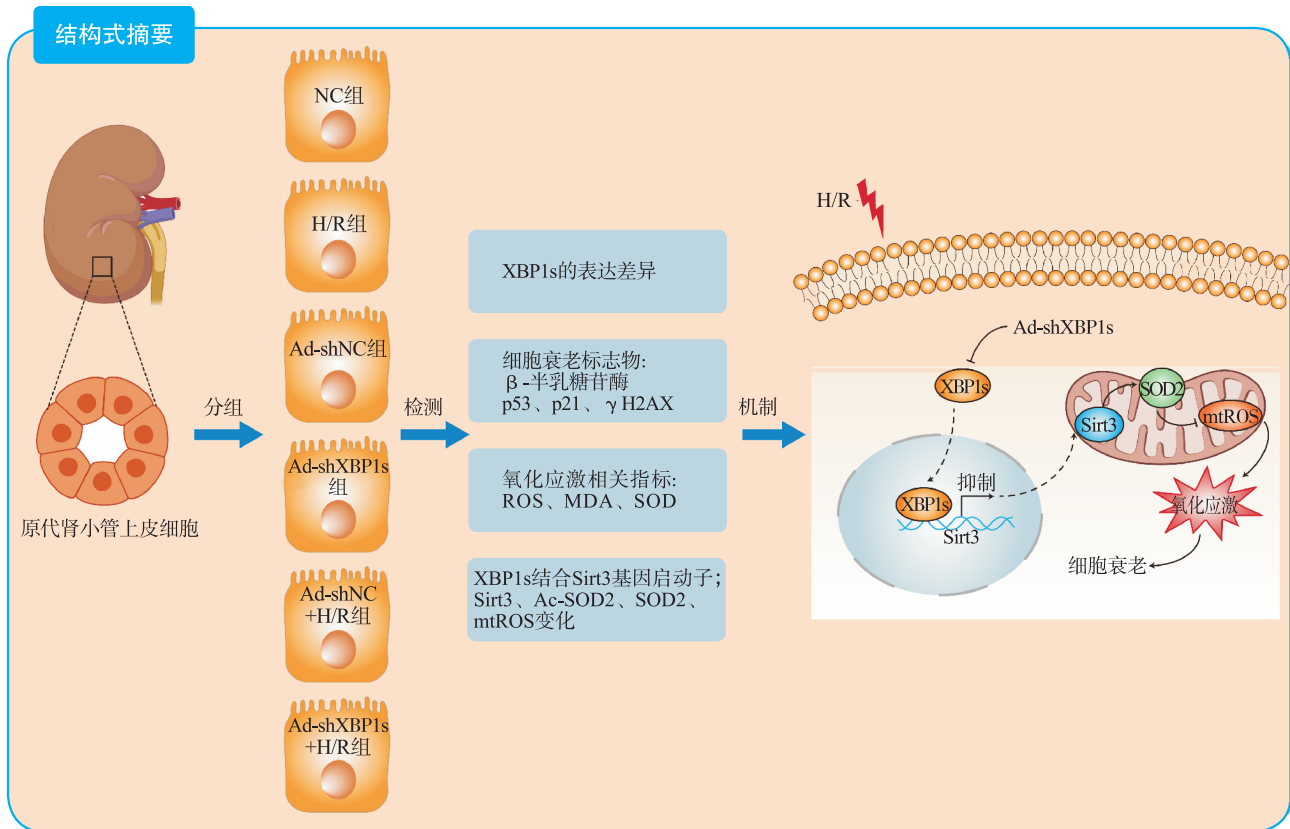 结构式摘要
原代肾小管上皮细胞
分组
NC组
H/R组
Ad-shNC组
Ad-shXBP1s
组
Ad-shNC
+H/R组
Ad-shXBP1s
+H/R组
检测
XBP1s的表达差异
细胞衰老标志物:
β-半乳糖苷酶
p53、p21、γH2AX
氧化应激相关指标:
ROS、MDA、SOD
XBP1s结合Sirt3基因启动子；
Sirt3、Ac-SOD2、SOD2、
mtROS变化
机制
H/R
Ad-shXBP1s
XBP1s
XBP1s
抑制
Sirt3
Sirt3
SOD2
mtROS
氧化应激
细胞衰老